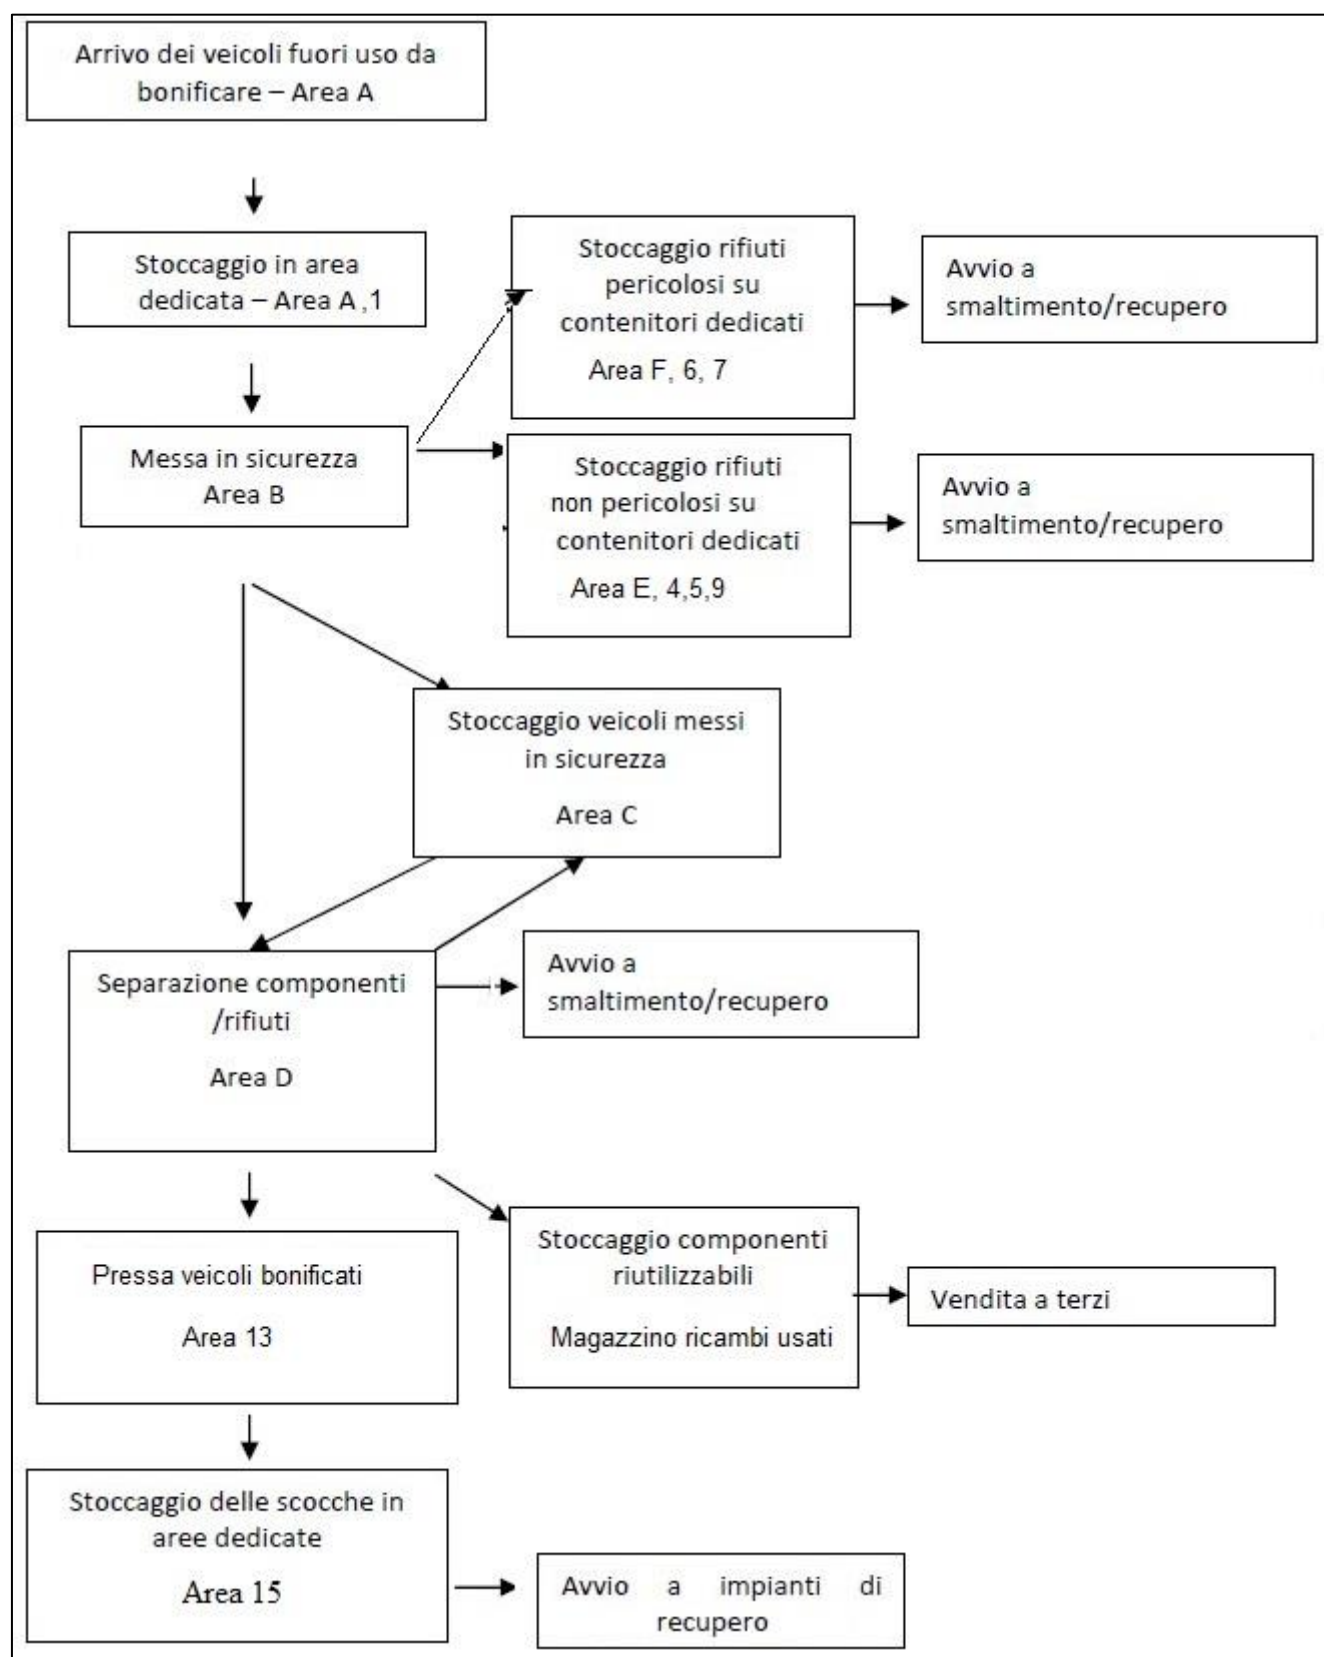 Arrivo dei veicoli fuori uso da
bonificare – Area A
Stoccaggio in area
dedicata – Area A ,1
Stoccaggio rifiuti
pericolosi su
contenitori dedicati
Area F, 6, 7
Avvio a
smaltimento/recupero
Messa in sicurezza
Area B
Stoccaggio rifiuti
non pericolosi su
contenitori dedicati
Area E, 4,5,9
Avvio a
smaltimento/recupero
Stoccaggio veicoli messi
in sicurezza
Area C
Separazione componenti
/rifiuti
Area D
Avvio a
smaltimento/recupero
Pressa veicoli bonificati
Area 13
Stoccaggio componenti
riutilizzabili
Magazzino ricambi usati
Vendita a terzi
Stoccaggio delle scocche in
aree dedicate
Area 15
Avvio a impianti di
recupero